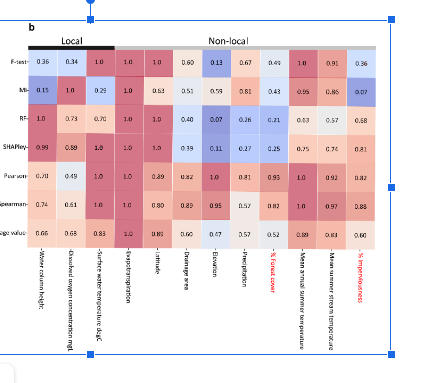 b
Local Non-local
F-test- 0.36 0.34 1.0 1.0 1.0 0.60 0.13 0.67 0.49 1.0 0.91 0.36
MI- 0.15 1.0 0.29 1.0 0.63 0.51 0.59 0.81 0.43 0.95 0.86 0.07
RF- 1.0 0.73 0.70 1.0 1.0 0.40 0.07 0.26 0.21 0.63 0.57 0.68
SHAPley- 0.99 0.89 1.0 1.0 1.0 0.39 0.11 0.27 0.25 0.75 0.74 0.81
Pearson- 0.70 0.49 1.0 1.0 0.89 0.82 1.0 0.81 0.93 1.0 0.92 0.82
Spearman- 0.74 0.61 1.0 1.0 0.80 0.89 0.95 0.57 0.82 1.0 0.97 0.88
age value- 0.66 0.68 0.83 1.0 0.89 0.60 0.47 0.57 0.52 0.89 0.83 0.60
-Water column height
-Dissolved oxygen concentration mg/L
-Surface water temperature degC
-Evapotranspiration
-Latitude
-Drainage area
-Elevation
-Precipitation
-% Forest cover
-Mean annual summer temperature
-Mean summer stream temperature
-% Imperviousness